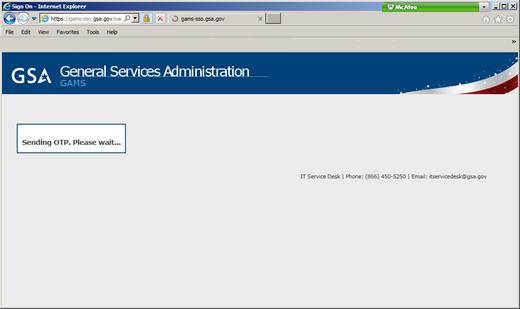 Sign On - Internet Explorer
McAfee
https://gams-sso.gsa.gov/oa
gams-sso.gsa.gov
File Edit View Favorites Tools Help
GSA General Services Administration
GAMS
Sending OTP. Please wait...
IT Service Desk | Phone: (866) 450-5250 | Email: itservicedesk@gsa.gov